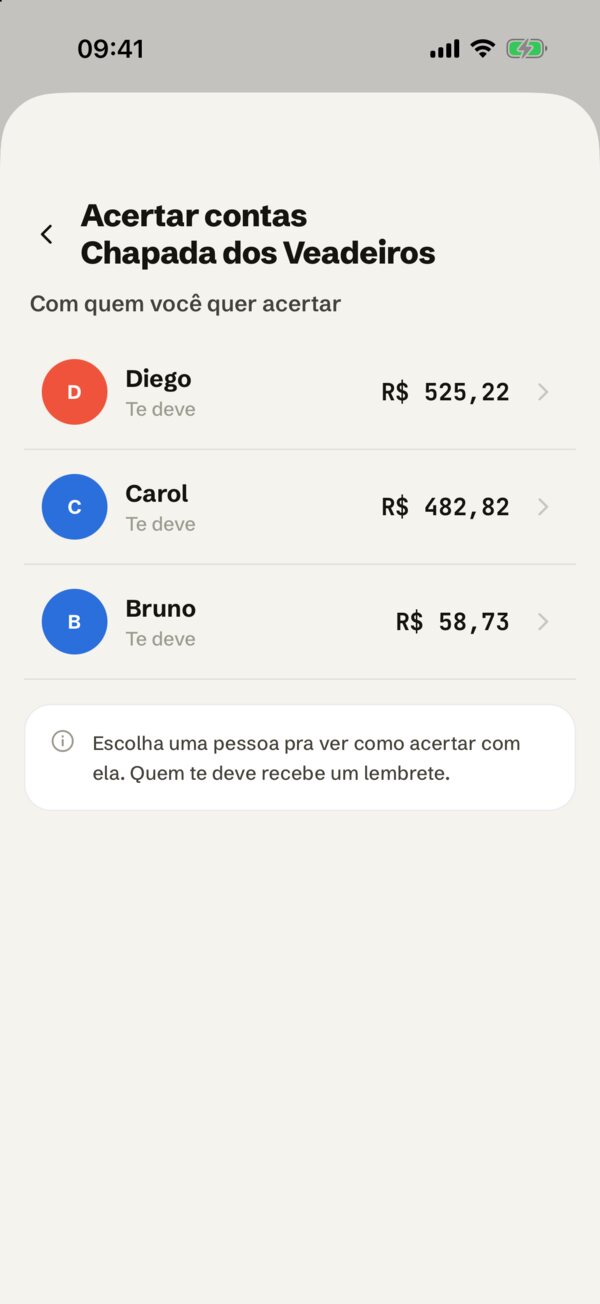 09:41
Acertar contas
Chapada dos Veadeiros
Com quem você quer acertar
D
Diego
Te deve
R$ 525,22
C
Carol
Te deve
R$ 482,82
B
Bruno
Te deve
R$ 58,73
Escolha uma pessoa pra ver como acertar com
ela. Quem te deve recebe um lembrete.